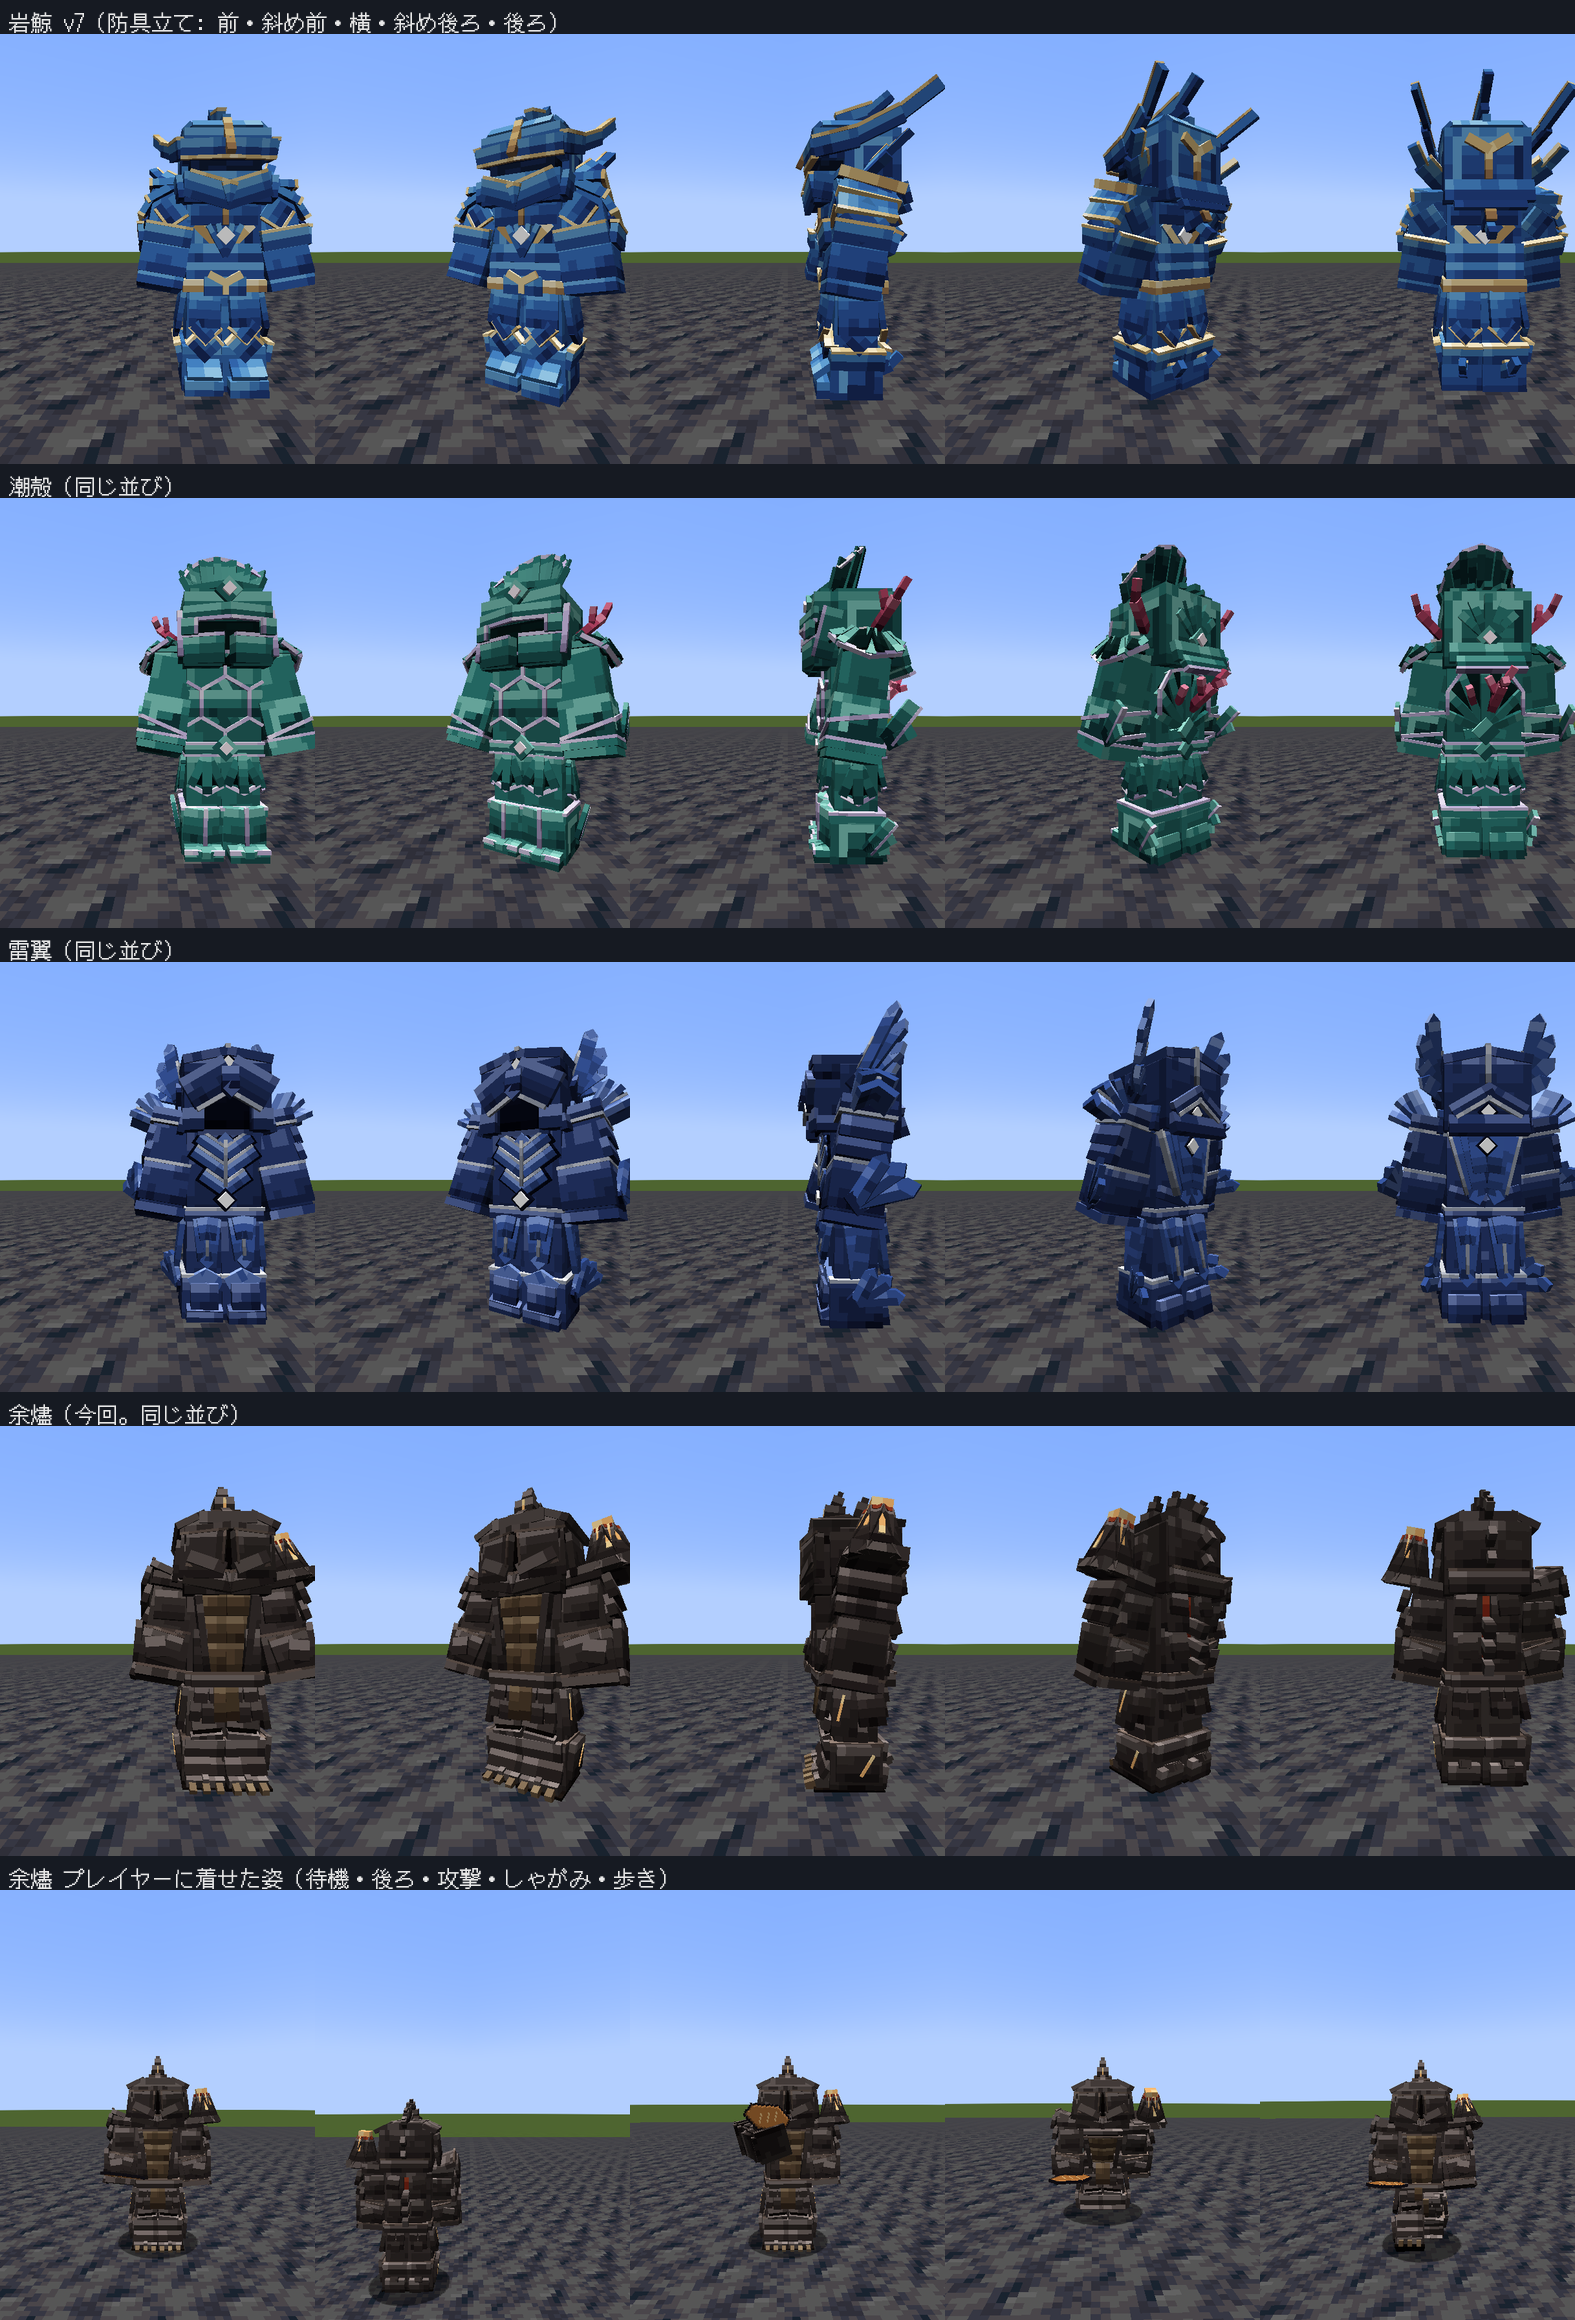 岩鯨 v7（防具立て: 前・斜め前・横・斜め後ろ・後ろ）
潮殻（同じ並び）
雷翼（同じ並び）
余燼（今回。同じ並び）
余燼 プレイヤーに着せた姿（待機・後ろ・攻撃・しゃがみ・歩き）